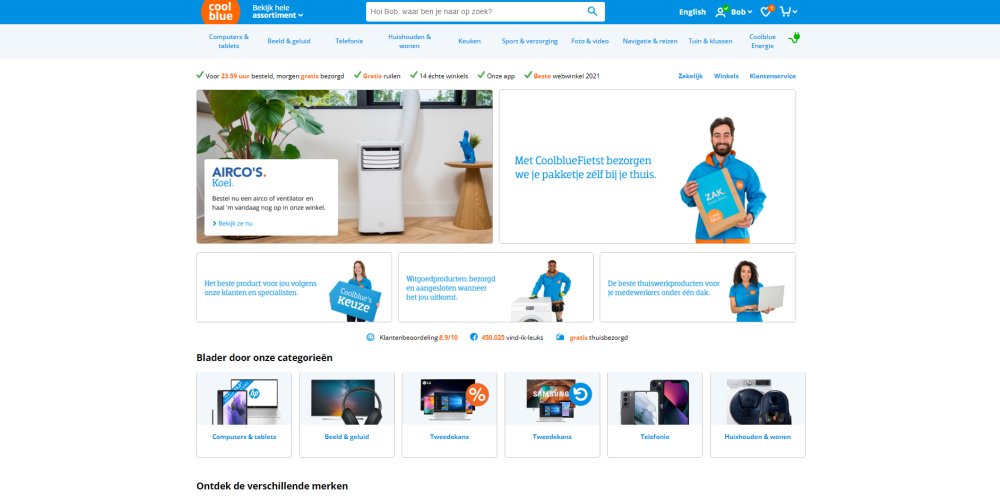 cool
blue
Bekijk hele
assortiment
Hoi Bob, waar ben je naar op zoek?
English
Bob
Computers &
tablets
Beeld & geluid
Telefonie
Huishouden &
wonen
Keuken
Sport & verzorging
Foto & video
Navigatie & reizen
Tuin & klussen
Coolblue
Energie
Voor 23.59 uur besteld, morgen gratis bezorgd
Gratis ruilen
14 échte winkels
Onze app
Beste webwinkel 2021
Zakelijk
Winkels
Klantenservice
AIRCO'S.
Koel.
Bestel nu een airco of ventilator en
haal 'm vandaag nog op in onze winkel.
Bekijk ze nu
Met CoolblueFietst bezorgen
we je pakketje zélf bij je thuis.
ZAK.
cool
blue
Het beste product voor jou volgens
onze klanten en specialisten.
Coolblue's
Keuze
Witgoedproducten: bezorgd
en aangesloten wanneer
het jou uitkomt.
De beste thuiswerkproducten voor
je medewerkers onder één dak.
Klantenbeoordeling 8.9/10
450.025 vind-ik-leuks
gratis thuisbezorgd
Blader door onze categorieën
hp
LG
%
SAMSUNG
Computers & tablets
Beeld & geluid
Tweedekans
Tweedekans
Telefonie
Huishouden & wonen
Ontdek de verschillende merken